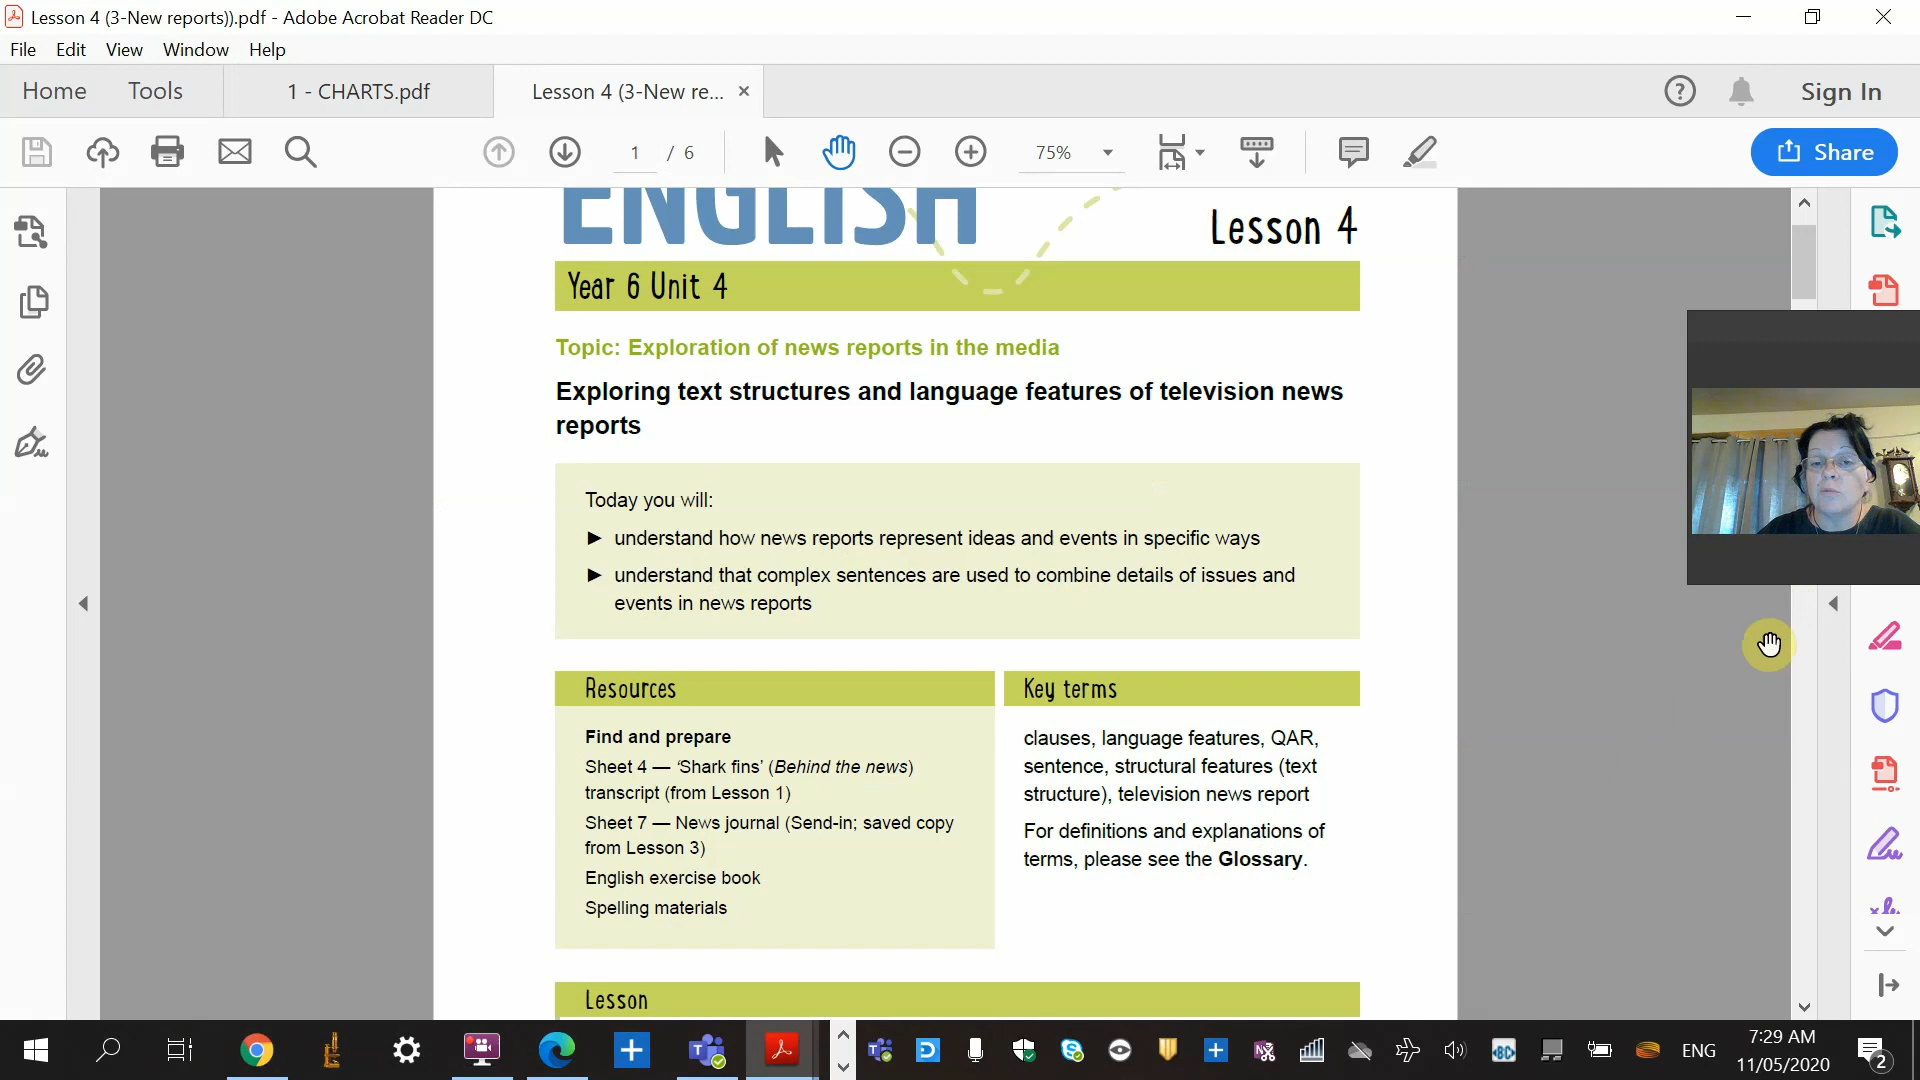 Lesson 4 (3-New reports)).pdf - Adobe Acrobat Reader DC
File Edit View Window Help
Home Tools 1 - CHARTS.pdf Lesson 4 (3-New re... × Sign In
1 / 6 75% Share
ENGLISH
Lesson 4
Year 6 Unit 4
Topic: Exploration of news reports in the media
Exploring text structures and language features of television news
reports
Today you will:
► understand how news reports represent ideas and events in specific ways
► understand that complex sentences are used to combine details of issues and
events in news reports
Resources
Find and prepare
Sheet 4 — ‘Shark fins’ (Behind the news)
transcript (from Lesson 1)
Sheet 7 — News journal (Send-in; saved copy
from Lesson 3)
English exercise book
Spelling materials
Key terms
clauses, language features, QAR,
sentence, structural features (text
structure), television news report
For definitions and explanations of
terms, please see the Glossary.
Lesson
ENG
7:29 AM
11/05/2020
2